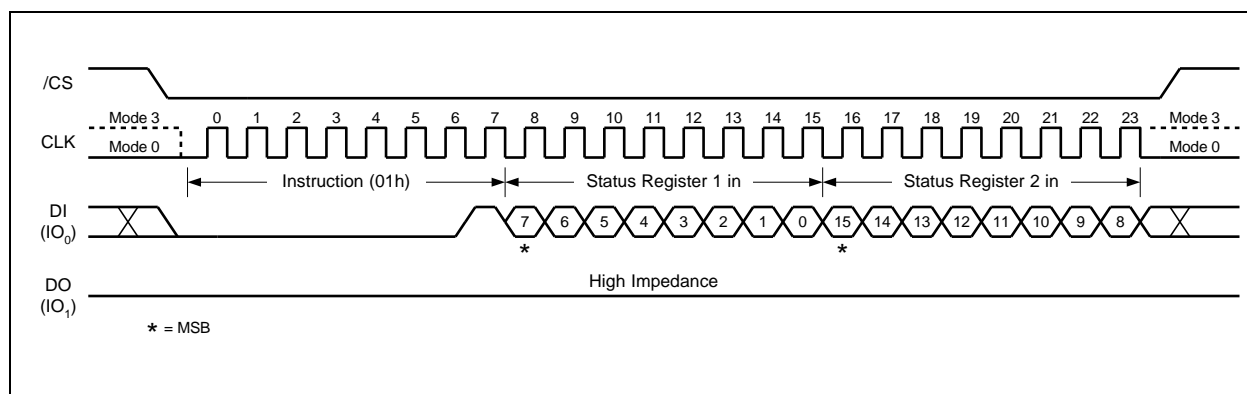 /CS
Mode 3 0 1 2 3 4 5 6 7 8 9 10 11 12 13 14 15 16 17 18 19 20 21 22 23 Mode 3
CLK
Mode 0 Mode 0
Instruction (01h) Status Register 1 in Status Register 2 in
DI
(IO₀)
7 6 5 4 3 2 1 0 15 14 13 12 11 10 9 8
* *
High Impedance
DO
(IO₁)
* = MSB